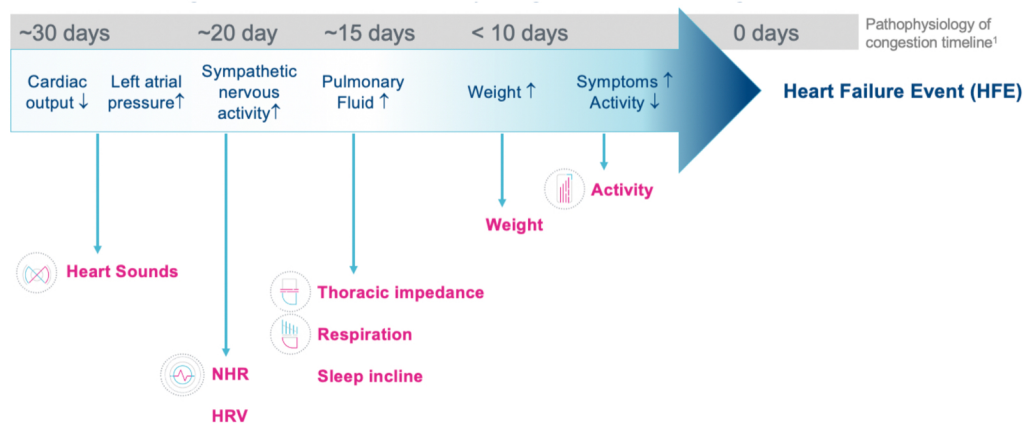 ~30 days
~20 day
~15 days
< 10 days
0 days
Pathophysiology of
congestion timeline¹
Cardiac
output ↓
Left atrial
pressure↑
Sympathetic
nervous
activity↑
Pulmonary
Fluid ↑
Weight ↑
Symptoms ↑
Activity ↓
Heart Failure Event (HFE)
Activity
Weight
Heart Sounds
Thoracic impedance
Respiration
Sleep incline
NHR
HRV